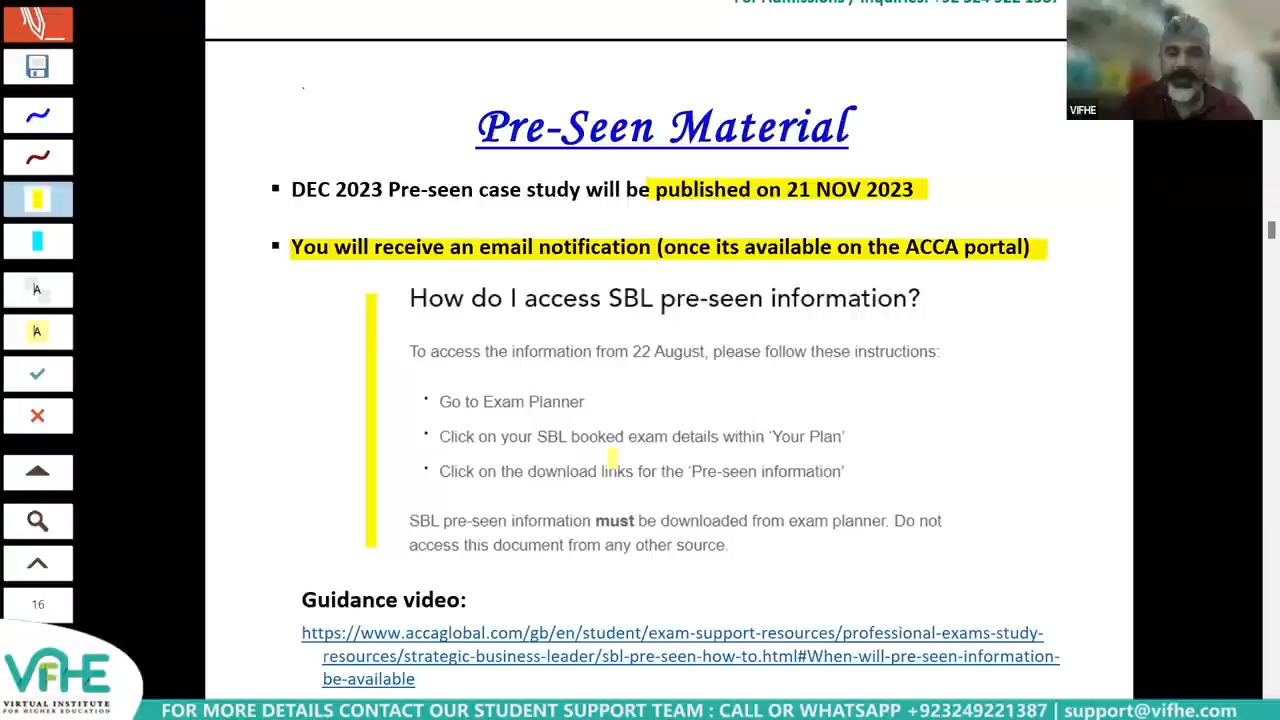 VIFHE
Pre-Seen Material
▪ DEC 2023 Pre-seen case study will be published on 21 NOV 2023
▪ You will receive an email notification (once its available on the ACCA portal)
How do I access SBL pre-seen information?
To access the information from 22 August, please follow these instructions:
• Go to Exam Planner
• Click on your SBL booked exam details within 'Your Plan'
• Click on the download links for the 'Pre-seen information'
SBL pre-seen information must be downloaded from exam planner. Do not
access this document from any other source.
Guidance video:
https://www.accaglobal.com/gb/en/student/exam-support-resources/professional-exams-study-
resources/strategic-business-leader/sbl-pre-seen-how-to.html#When-will-pre-seen-information-
be-available
A
A
16
VIFHE
VIRTUAL INSTITUTE
FOR HIGHER EDUCATION
FOR MORE DETAILS CONTACT OUR STUDENT SUPPORT TEAM : CALL OR WHATSAPP +923249221387 | support@vifhe.com